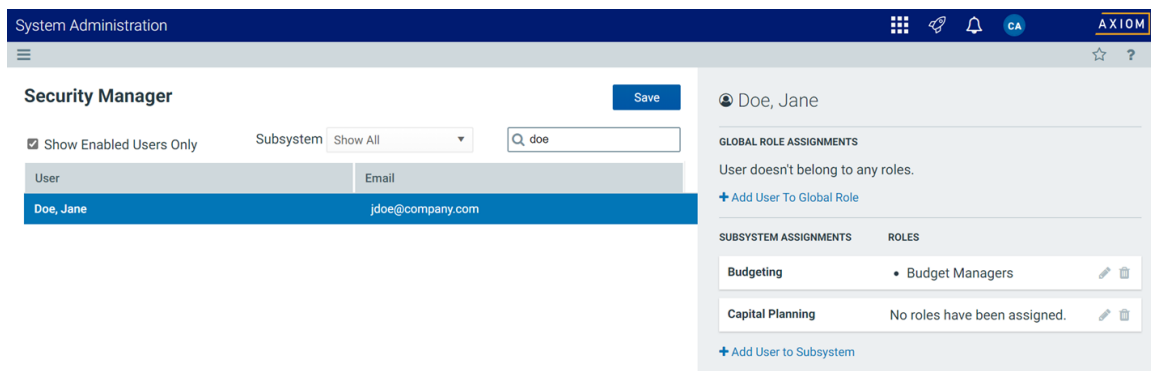 System Administration
CA
AXIOM
?
Security Manager
Save
Show Enabled Users Only
Subsystem
Show All
doe
User
Email
Doe, Jane
jdoe@company.com
Doe, Jane
GLOBAL ROLE ASSIGNMENTS
User doesn't belong to any roles.
+ Add User To Global Role
SUBSYSTEM ASSIGNMENTS
ROLES
Budgeting
• Budget Managers
Capital Planning
No roles have been assigned.
+ Add User to Subsystem